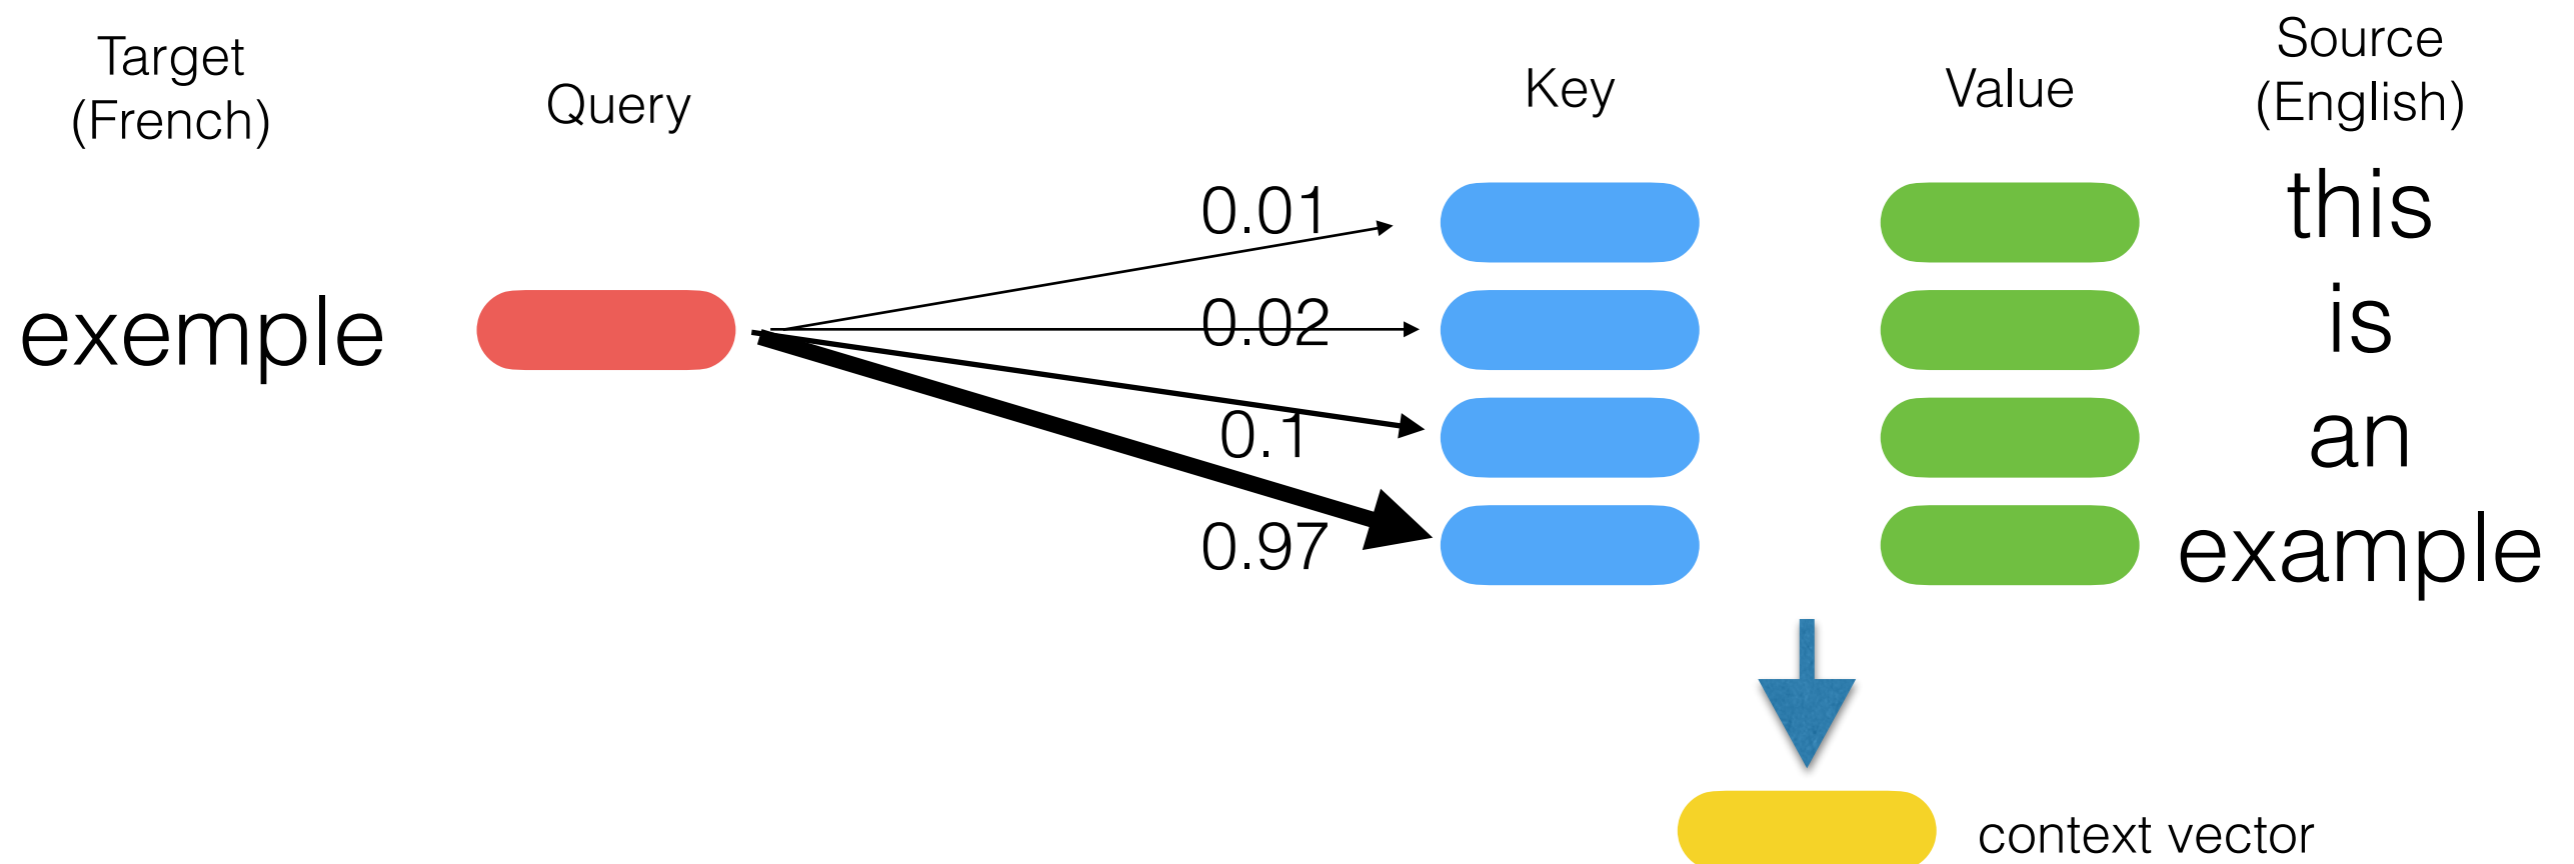 Target
(French)
Query
Key
Value
Source
(English)
exemple
0.01
this
0.02
is
0.1
an
0.97
example
context vector